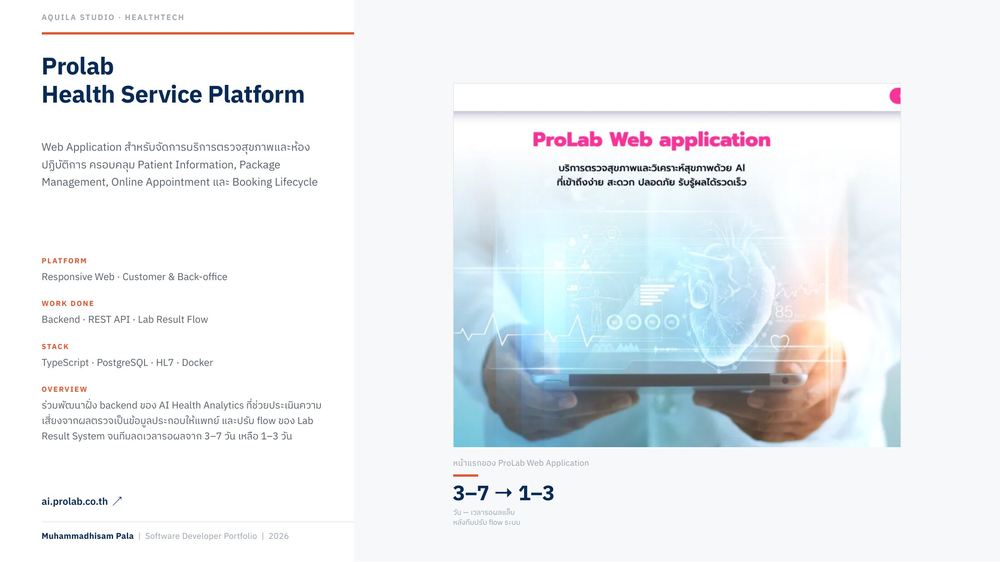 AQUILA STUDIO · HEALTHTECH
Prolab
Health Service Platform
Web Application สำหรับจัดการบริการตรวจสุขภาพและห้อง
ปฏิบัติการ ครอบคลุม Patient Information, Package
Management, Online Appointment และ Booking Lifecycle
PLATFORM
Responsive Web · Customer & Back-office
WORK DONE
Backend · REST API · Lab Result Flow
STACK
TypeScript · PostgreSQL · HL7 · Docker
OVERVIEW
ร่วมพัฒนาฝั่ง backend ของ AI Health Analytics ที่ช่วยประเมินความ
เสี่ยงจากผลตรวจเป็นข้อมูลประกอบให้แพทย์ และปรับ flow ของ Lab
Result System จนทีมลดเวลารอผลจาก 3–7 วัน เหลือ 1–3 วัน
ai.prolab.co.th ↗
Muhammadhisam Pala | Software Developer Portfolio | 2026
ProLab Web application
บริการตรวจสุขภาพและวิเคราะห์สุขภาพด้วย AI
ที่เข้าถึงง่าย สะดวก ปลอดภัย รับรู้ผลได้รวดเร็ว
Sickness rate
85
หน้าแรกของ ProLab Web Application
3–7 → 1–3
วัน — เวลารอผลแล็บ
หลังทีมปรับ flow ระบบ